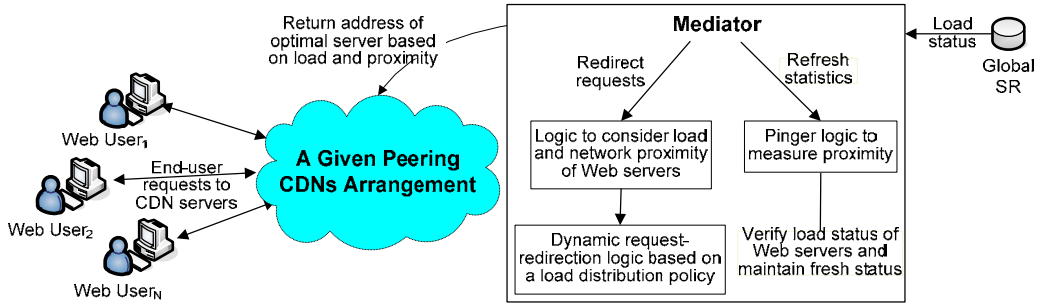 Return address of
optimal server based
on load and proximity
Web User1
End-user
requests to
CDN servers
Web User2
Web UserN
A Given Peering
CDNs Arrangement
Mediator
Redirect
requests
Refresh
statistics
Logic to consider load
and network proximity
of Web servers
Pinger logic to
measure proximity
Dynamic request-
redirection logic based on
a load distribution policy
Verify load status of
Web servers and
maintain fresh status
Load
status
Global
SR